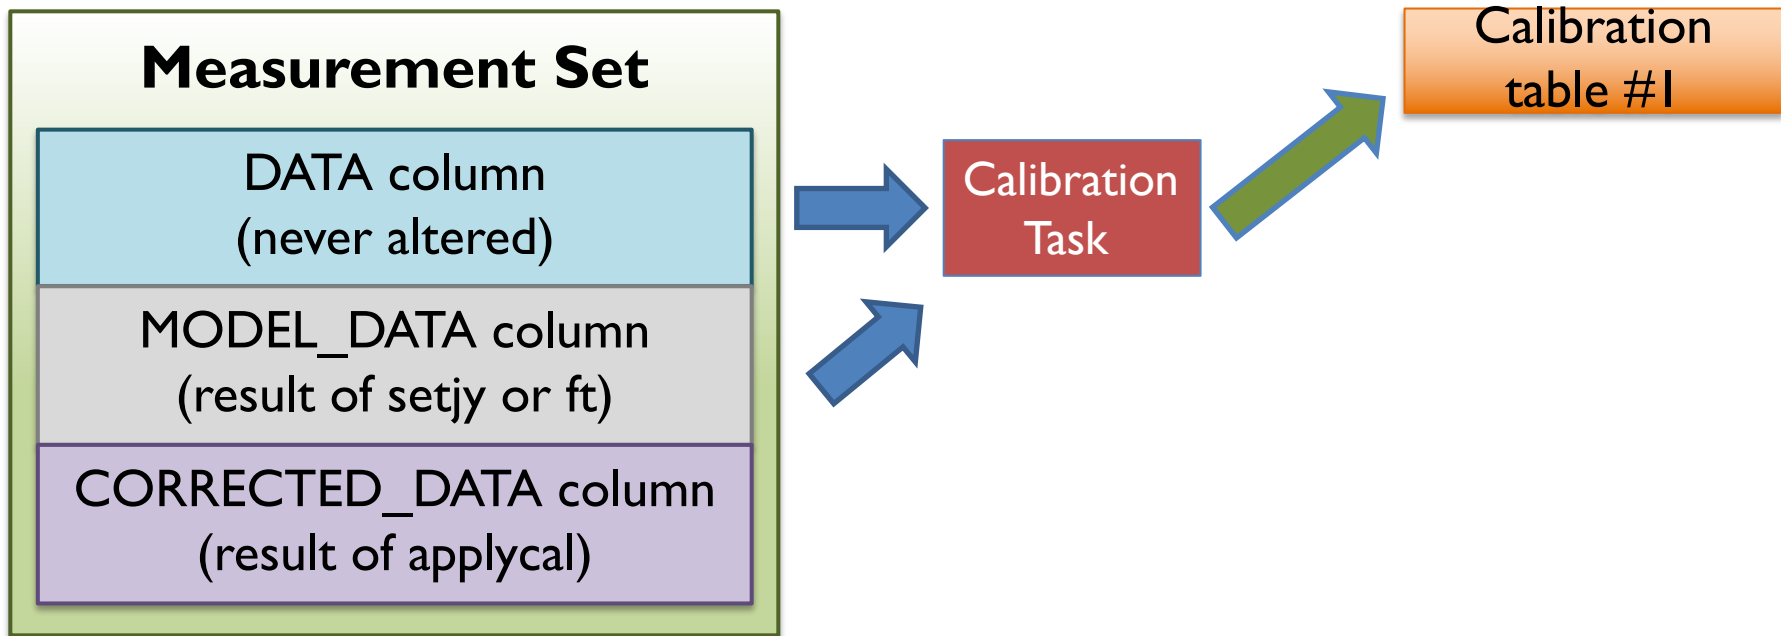 Measurement Set
DATA column
(never altered)
MODEL_DATA column
(result of setjy or ft)
CORRECTED_DATA column
(result of applycal)
Calibration
Task
Calibration
table #1